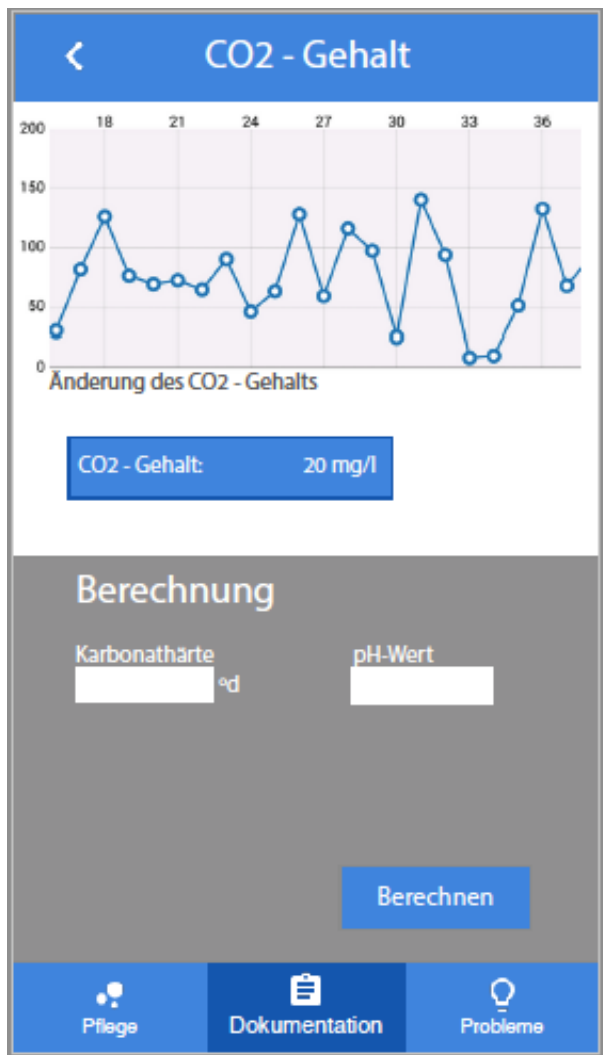 CO2 - Gehalt
18 21 24 27 30 33 36
200
150
100
50
0
Änderung des CO2 - Gehalts
CO2 - Gehalt: 20 mg/l
Berechnung
Karbonathärte pH-Wert
°d
Berechnen
Pflege Dokumentation Probleme